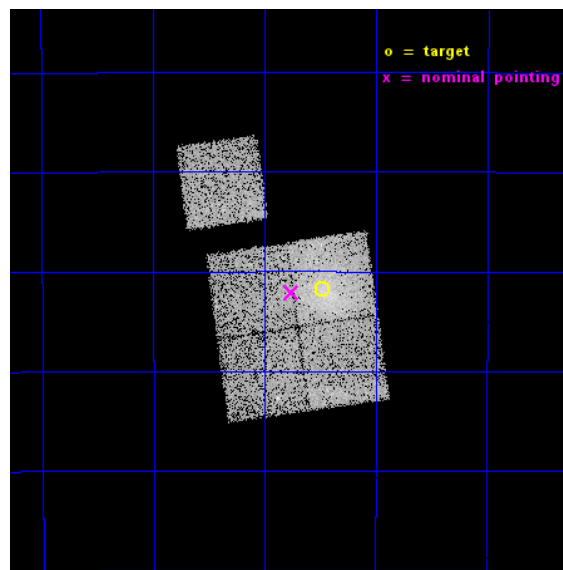 o = target
x = nominal pointing